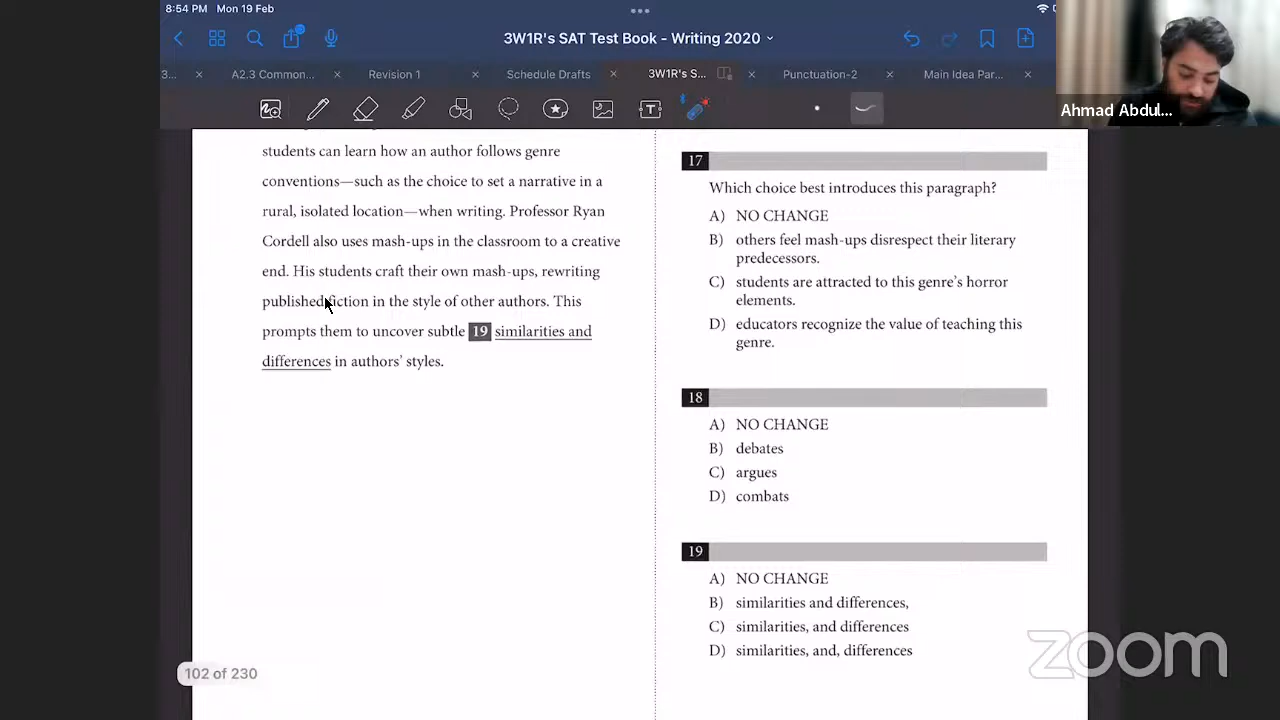 8:54 PM Mon 19 Feb
3W1R's SAT Test Book - Writing 2020
3...
A2.3 Common...
Revision 1
Schedule Drafts
3W1R's S...
Punctuation-2
Main Idea Par...
Ahmad Abdul...
students can learn how an author follows genre
conventions—such as the choice to set a narrative in a
rural, isolated location—when writing. Professor Ryan
Cordell also uses mash-ups in the classroom to a creative
end. His students craft their own mash-ups, rewriting
published fiction in the style of other authors. This
prompts them to uncover subtle 19 similarities and
differences in authors' styles.
17
Which choice best introduces this paragraph?
A) NO CHANGE
B) others feel mash-ups disrespect their literary
predecessors.
C) students are attracted to this genre's horror
elements.
D) educators recognize the value of teaching this
genre.
18
A) NO CHANGE
B) debates
C) argues
D) combats
19
A) NO CHANGE
B) similarities and differences,
C) similarities, and differences
D) similarities, and, differences
102 of 230
zoom